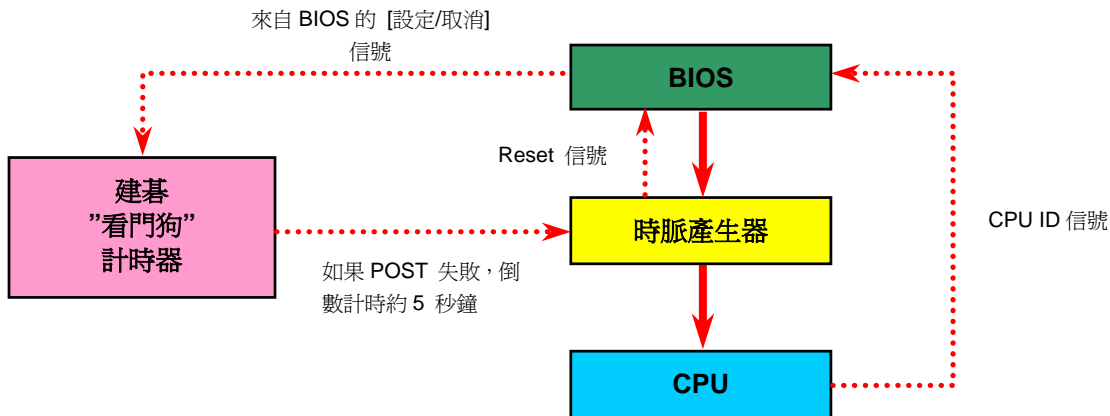 來自 BIOS 的 [設定/取消]
信號
BIOS
Reset 信號
建碁
”看門狗”
計時器
時脈產生器
CPU ID 信號
如果 POST 失敗，倒
數計時約 5 秒鐘
CPU